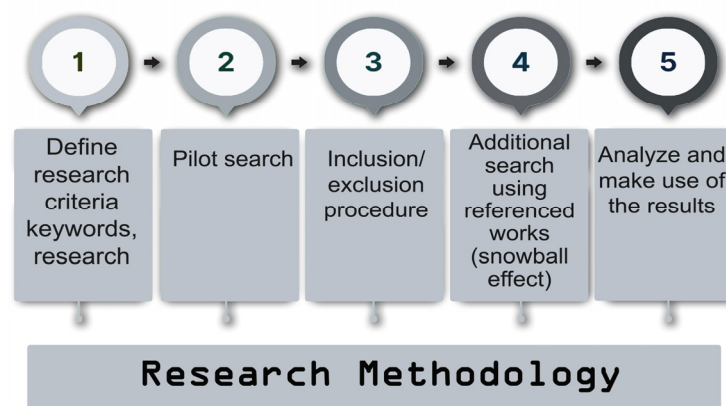 1
2
3
4
5
Define
research
criteria
keywords,
research
Pilot search
Inclusion/
exclusion
procedure
Additional
search
using
referenced
works
(snowball
effect)
Analyze and
make use of
the results
Research Methodology